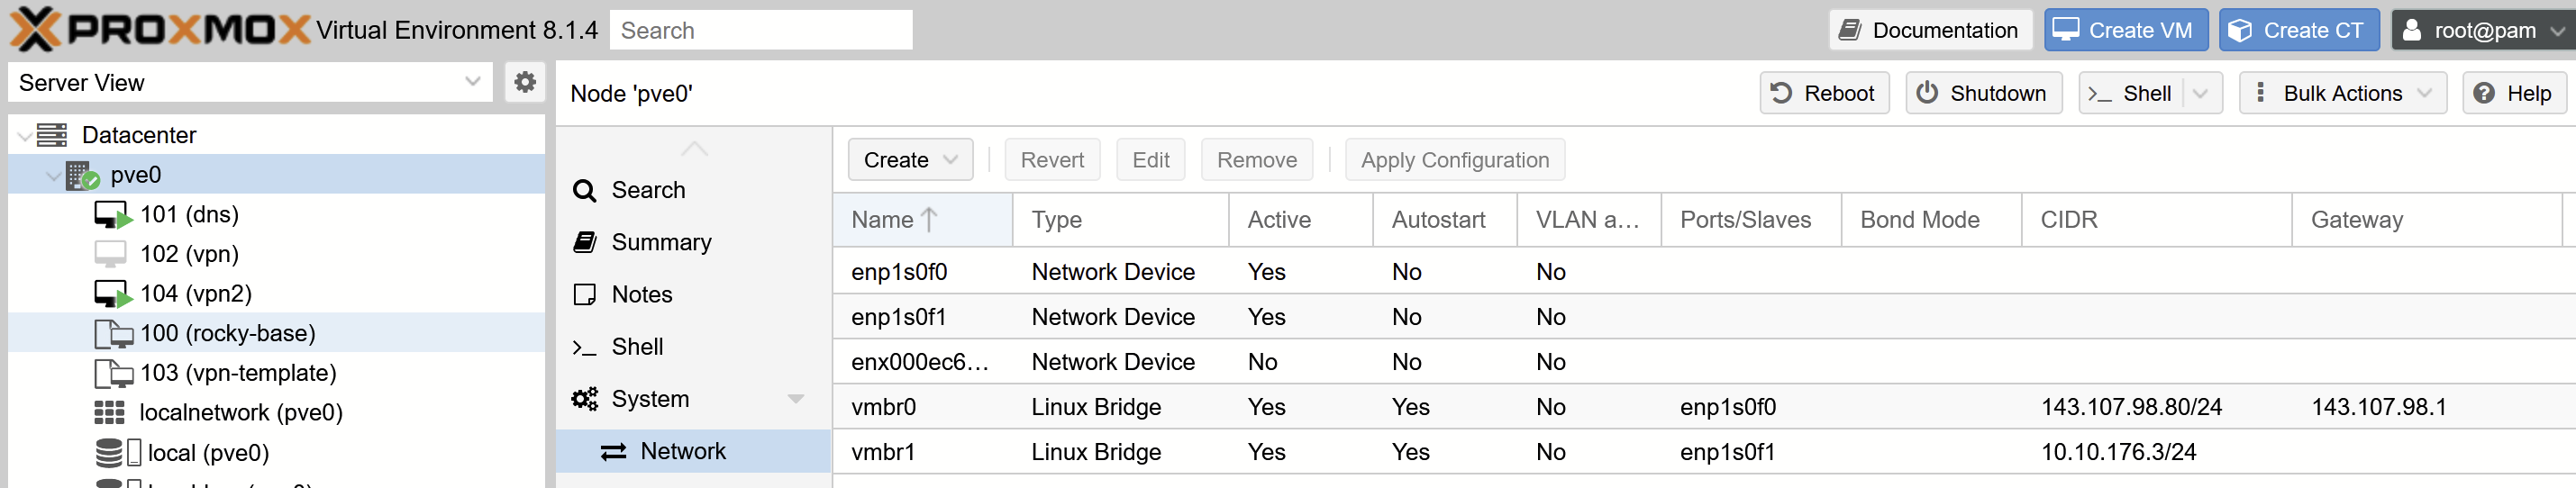 PROXMOX Virtual Environment 8.1.4 Search Documentation Create VM Create CT root@pam
Server View
Datacenter
pve0
101 (dns)
102 (vpn)
104 (vpn2)
100 (rocky-base)
103 (vpn-template)
localnetwork (pve0)
local (pve0)
Node 'pve0' Reboot Shutdown Shell Bulk Actions Help
Search
Summary
Notes
Shell
System
Network
Create Revert Edit Remove Apply Configuration
Name Type Active Autostart VLAN a... Ports/Slaves Bond Mode CIDR Gateway
enp1s0f0 Network Device Yes No No
enp1s0f1 Network Device Yes No No
enx000ec6... Network Device No No No
vmbr0 Linux Bridge Yes Yes No enp1s0f0 143.107.98.80/24 143.107.98.1
vmbr1 Linux Bridge Yes Yes No enp1s0f1 10.10.176.3/24